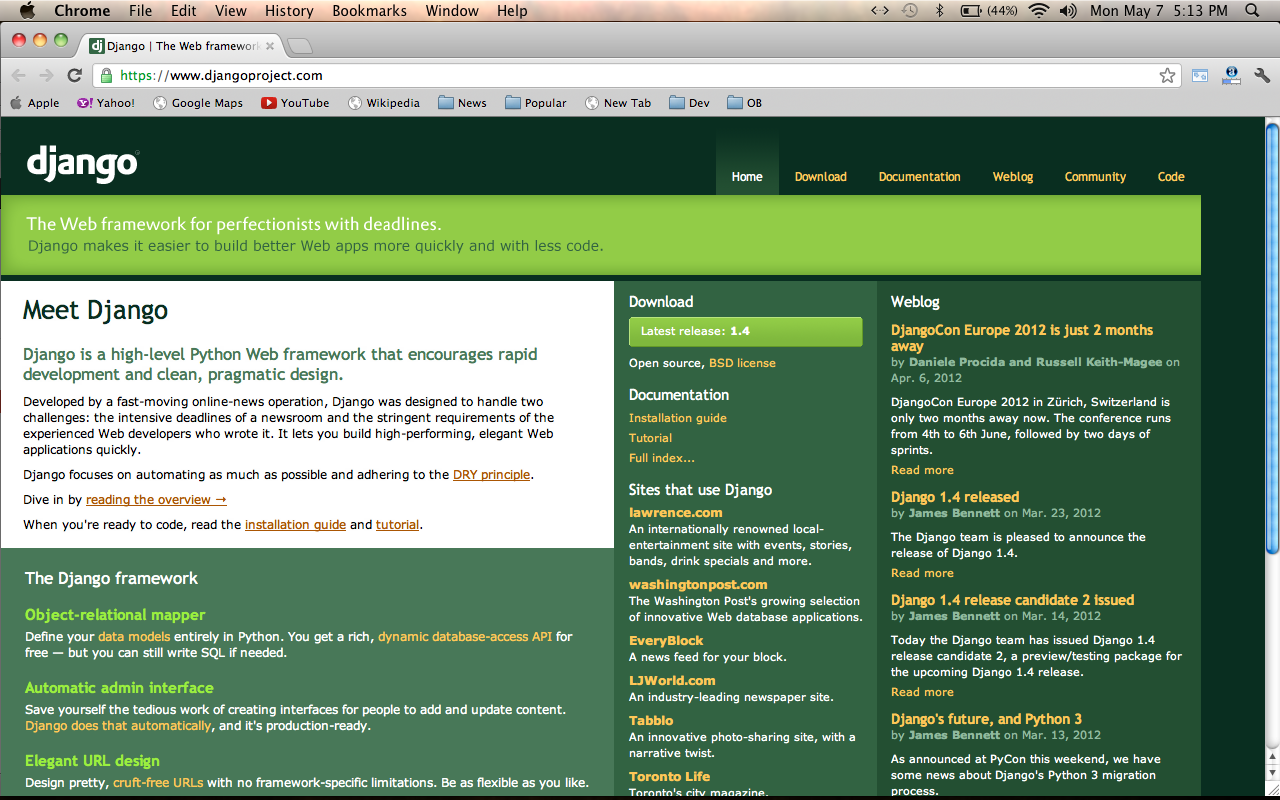 Chrome File Edit View History Bookmarks Window Help (44%) Mon May 7 5:13 PM
dj Django | The Web framework
https://www.djangoproject.com
Apple Yahoo! Google Maps YouTube Wikipedia News Popular New Tab Dev OB
django
Home Download Documentation Weblog Community Code
The Web framework for perfectionists with deadlines.
Django makes it easier to build better Web apps more quickly and with less code.
Meet Django
Django is a high-level Python Web framework that encourages rapid
development and clean, pragmatic design.
Developed by a fast-moving online-news operation, Django was designed to handle two
challenges: the intensive deadlines of a newsroom and the stringent requirements of the
experienced Web developers who wrote it. It lets you build high-performing, elegant Web
applications quickly.
Django focuses on automating as much as possible and adhering to the DRY principle.
Dive in by reading the overview →
When you're ready to code, read the installation guide and tutorial.
The Django framework
Object-relational mapper
Define your data models entirely in Python. You get a rich, dynamic database-access API for
free — but you can still write SQL if needed.
Automatic admin interface
Save yourself the tedious work of creating interfaces for people to add and update content.
Django does that automatically, and it's production-ready.
Elegant URL design
Design pretty, cruft-free URLs with no framework-specific limitations. Be as flexible as you like.
Download
Latest release: 1.4
Open source, BSD license
Documentation
Installation guide
Tutorial
Full index...
Sites that use Django
lawrence.com
An internationally renowned local-
entertainment site with events, stories,
bands, drink specials and more.
washingtonpost.com
The Washington Post's growing selection
of innovative Web database applications.
EveryBlock
A news feed for your block.
LJWorld.com
An industry-leading newspaper site.
Tabblo
An innovative photo-sharing site, with a
narrative twist.
Toronto Life
Toronto's city magazine.
Weblog
DjangoCon Europe 2012 is just 2 months
away
by Daniele Procida and Russell Keith-Magee on
Apr. 6, 2012
DjangoCon Europe 2012 in Zürich, Switzerland is
only two months away now. The conference runs
from 4th to 6th June, followed by two days of
sprints.
Read more
Django 1.4 released
by James Bennett on Mar. 23, 2012
The Django team is pleased to announce the
release of Django 1.4.
Read more
Django 1.4 release candidate 2 issued
by James Bennett on Mar. 14, 2012
Today the Django team has issued Django 1.4
release candidate 2, a preview/testing package for
the upcoming Django 1.4 release.
Read more
Django's future, and Python 3
by James Bennett on Mar. 13, 2012
As announced at PyCon this weekend, we have
some news about Django's Python 3 migration
process.